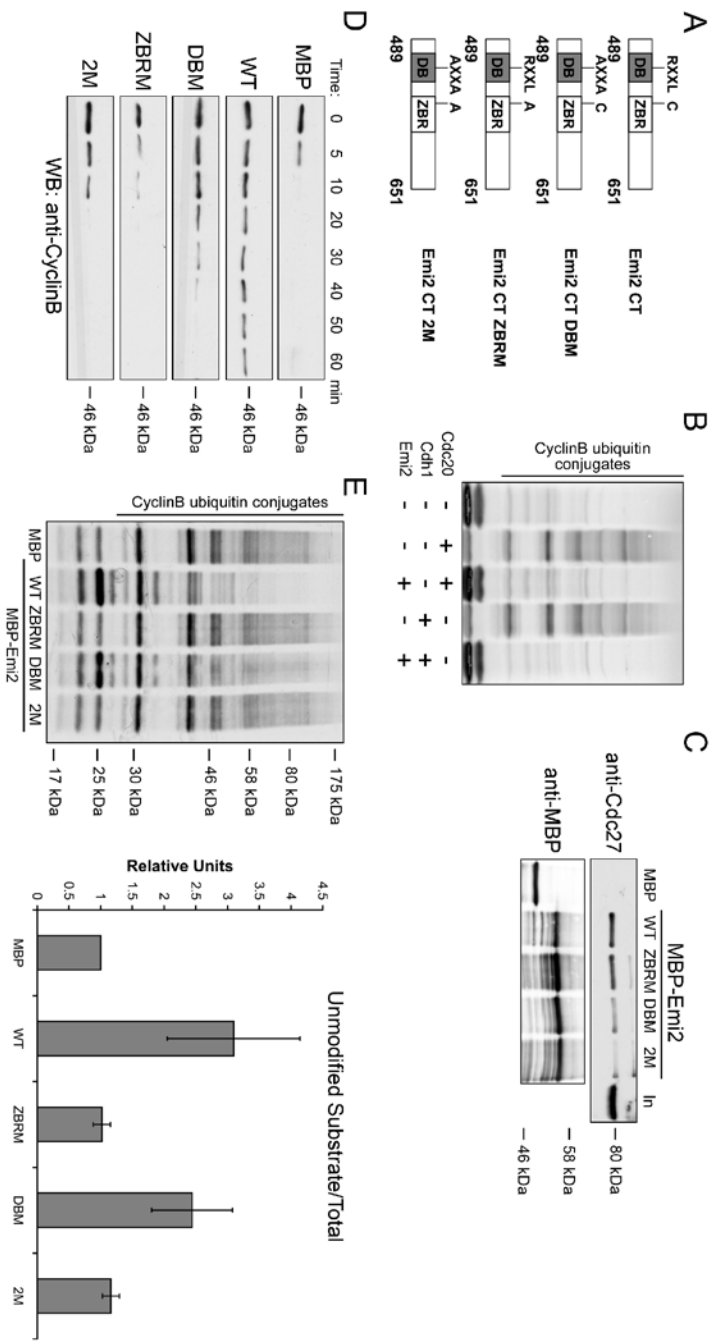 A
RXXL C
DB ZBR
489 651
Emi2 CT
AXXA C
DB ZBR
489 651
Emi2 CT DBM
RXXL A
DB ZBR
489 651
Emi2 CT ZBRM
AXXA A
DB ZBR
489 651
Emi2 CT 2M
B
CyclinB ubiquitin
conjugates
Cdc20 - + + - -
Cdh1 - - - + +
Emi2 - - + - +
C
MBP-Emi2
MBP WT ZBRM DBM 2M In
anti-Cdc27
– 80 kDa
anti-MBP
– 58 kDa
– 46 kDa
D
Time: 0 5 10 20 30 40 50 60 min
MBP – 46 kDa
WT – 46 kDa
DBM – 46 kDa
ZBRM – 46 kDa
2M – 46 kDa
WB: anti-CyclinB
E
CyclinB ubiquitin conjugates
– 175 kDa
– 80 kDa
– 58 kDa
– 46 kDa
– 30 kDa
– 25 kDa
– 17 kDa
MBP WT ZBRM DBM 2M
MBP-Emi2
Unmodified Substrate/Total
Relative Units
4.5
4
3.5
3
2.5
2
1.5
1
0.5
0
MBP WT ZBRM DBM 2M